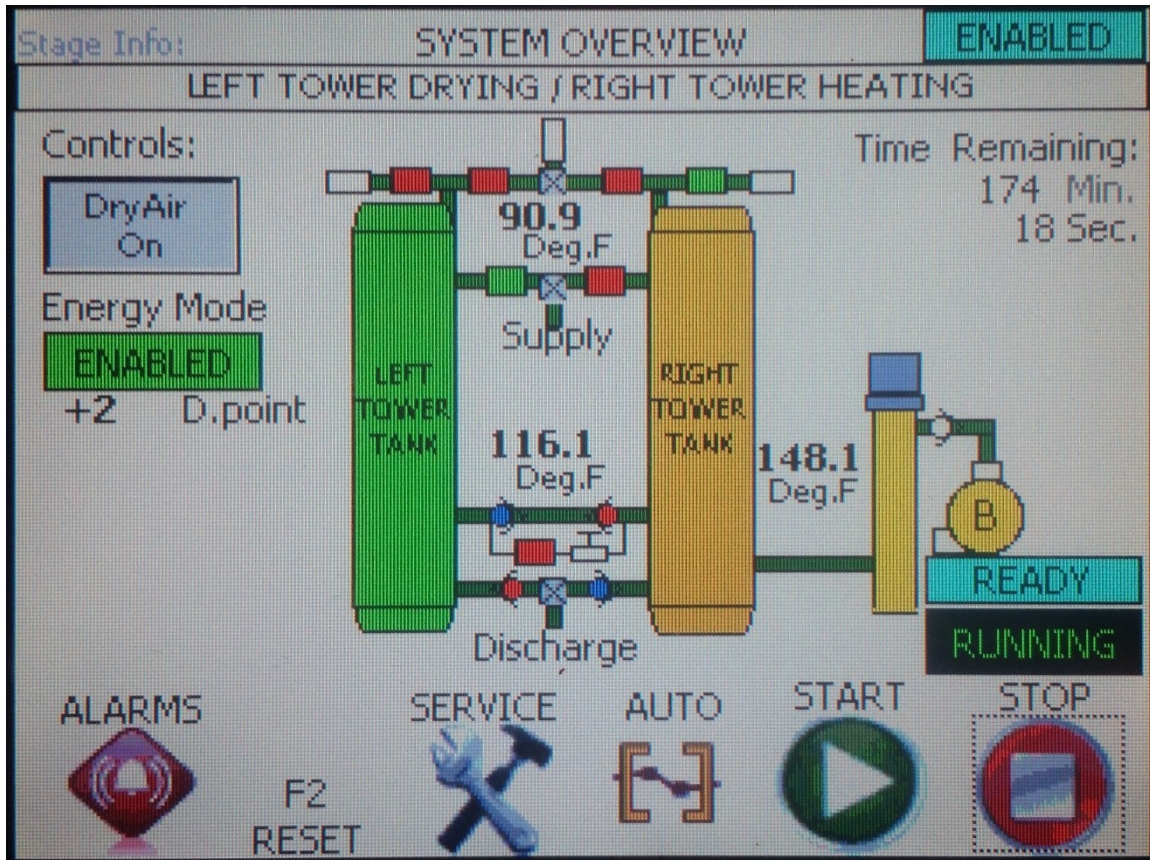 Stage Info:
SYSTEM OVERVIEW
ENABLED
LEFT TOWER DRYING / RIGHT TOWER HEATING
Controls:
DryAir
On
Energy Mode
ENABLED
+2 D.point
Time Remaining:
174 Min.
18 Sec.
90.9
Deg.F
Supply
LEFT
TOWER
TANK
RIGHT
TOWER
TANK
116.1
Deg.F
148.1
Deg.F
B
Discharge
READY
RUNNING
ALARMS
F2
RESET
SERVICE
AUTO
START
STOP